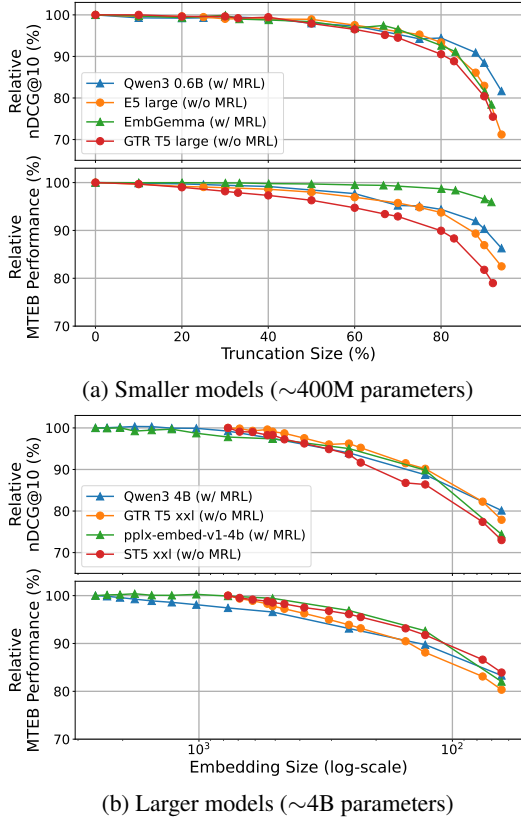 100
90
80
70
60
Relative
nDCG@10 (%)
Qwen3 0.6B (w/ MRL)
E5 large (w/o MRL)
EmbGemma (w/ MRL)
GTR T5 large (w/o MRL)
100
90
80
70
Relative
MTEB Performance (%)
0 20 40 60 80
Truncation Size (%)
(a) Smaller models (∼400M parameters)
100
90
80
70
Relative
nDCG@10 (%)
Qwen3 4B (w/ MRL)
GTR T5 xxl (w/o MRL)
pplx-embed-v1-4b (w/ MRL)
ST5 xxl (w/o MRL)
100
90
80
70
Relative
MTEB Performance (%)
10³ 10²
Embedding Size (log-scale)
(b) Larger models (∼4B parameters)